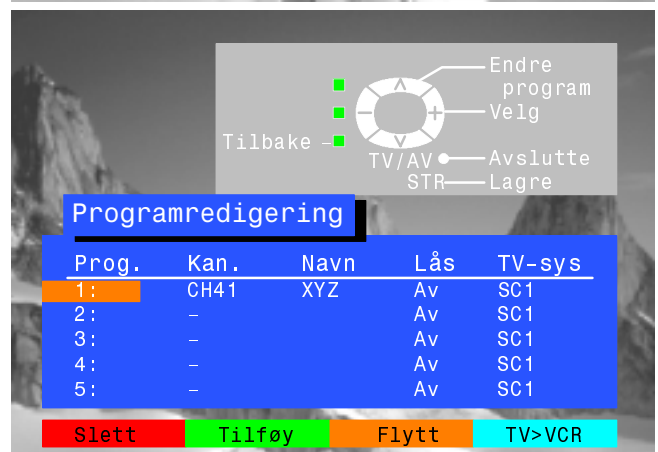 Endre
program
Velg
Tilbake
TV/AV
Avslutte
STR
Lagre
Programredigering
Prog. Kan. Navn Lås TV-sys
1: CH41 XYZ Av SC1
2: – Av SC1
3: – Av SC1
4: – Av SC1
5: – Av SC1
Slett Tilføy Flytt TV>VCR